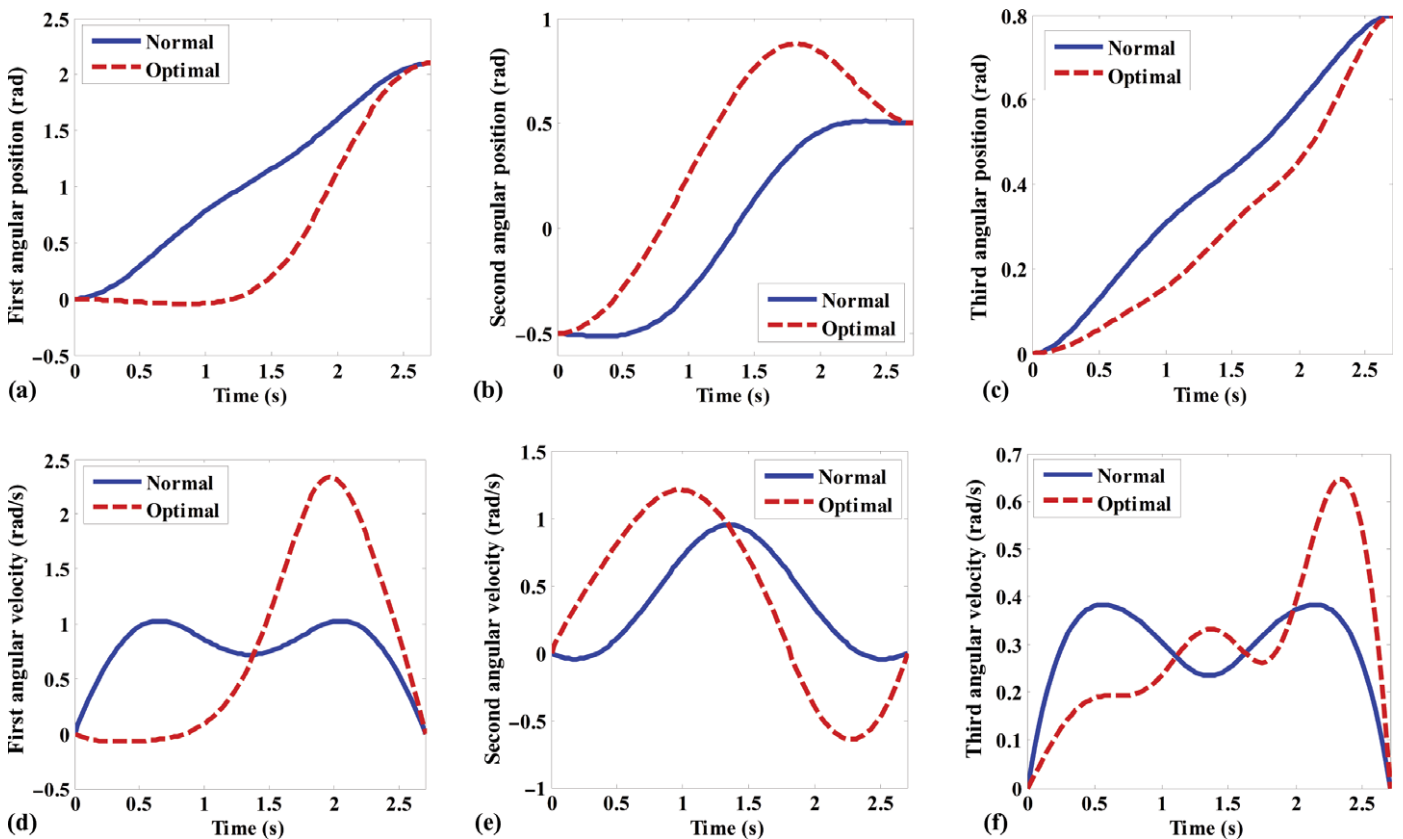 2.5
2
1.5
1
0.5
0
−0.5
First angular position (rad)
Normal
Optimal
0 0.5 1 1.5 2 2.5
Time (s)
(a)
1
0.5
0
−0.5
Second angular position (rad)
Normal
Optimal
0 0.5 1 1.5 2 2.5
Time (s)
(b)
0.8
0.6
0.4
0.2
0
Third angular position (rad)
Normal
Optimal
0 0.5 1 1.5 2 2.5
Time (s)
(c)
2.5
2
1.5
1
0.5
0
−0.5
First angular velocity (rad/s)
Normal
Optimal
0 0.5 1 1.5 2 2.5
Time (s)
(d)
1.5
1
0.5
0
−0.5
−1
Second angular velocity (rad/s)
Normal
Optimal
0 0.5 1 1.5 2 2.5
Time (s)
(e)
0.7
0.6
0.5
0.4
0.3
0.2
0.1
0
Third angular velocity (rad/s)
Normal
Optimal
0 0.5 1 1.5 2 2.5
Time (s)
(f)